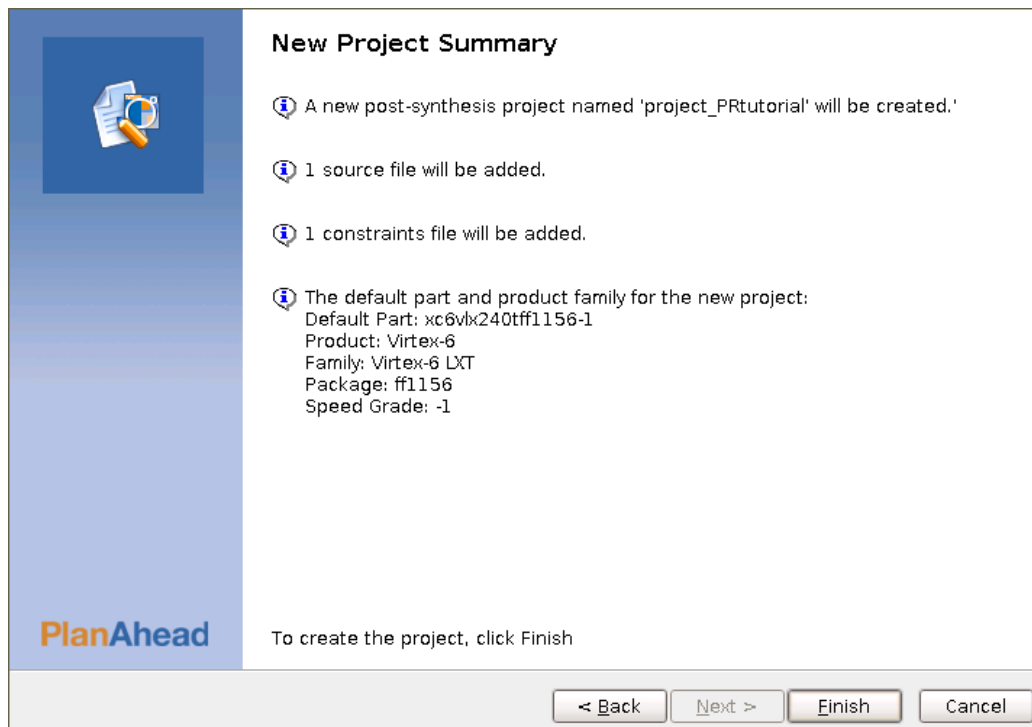 New Project Summary
A new post-synthesis project named 'project_PRtutorial' will be created.'
1 source file will be added.
1 constraints file will be added.
The default part and product family for the new project:
Default Part: xc6vlx240tff1156-1
Product: Virtex-6
Family: Virtex-6 LXT
Package: ff1156
Speed Grade: -1
PlanAhead
To create the project, click Finish
< Back Next > Finish Cancel